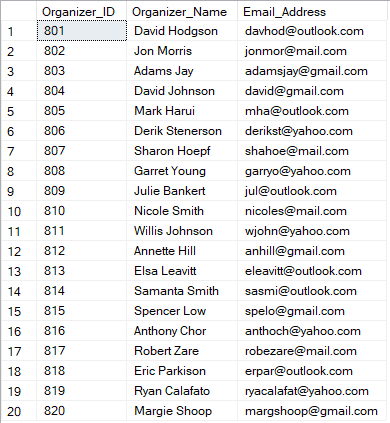 Organizer_ID Organizer_Name Email_Address
1 801 David Hodgson davhod@outlook.com
2 802 Jon Morris jonmor@mail.com
3 803 Adams Jay adamsjay@gmail.com
4 804 David Johnson david@gmail.com
5 805 Mark Harui mha@outlook.com
6 806 Derik Stenerson derikst@yahoo.com
7 807 Sharon Hoepf shahoe@mail.com
8 808 Garret Young garryo@yahoo.com
9 809 Julie Bankert jul@outlook.com
10 810 Nicole Smith nicoles@mail.com
11 811 Willis Johnson wjohn@yahoo.com
12 812 Annette Hill anhill@gmail.com
13 813 Elsa Leavitt eleavitt@outlook.com
14 814 Samanta Smith sasmi@outlook.com
15 815 Spencer Low spelo@gmail.com
16 816 Anthony Chor anthoch@yahoo.com
17 817 Robert Zare robezare@mail.com
18 818 Eric Parkison erpar@outlook.com
19 819 Ryan Calafato ryacalafat@yahoo.com
20 820 Margie Shoop margshoop@gmail.com